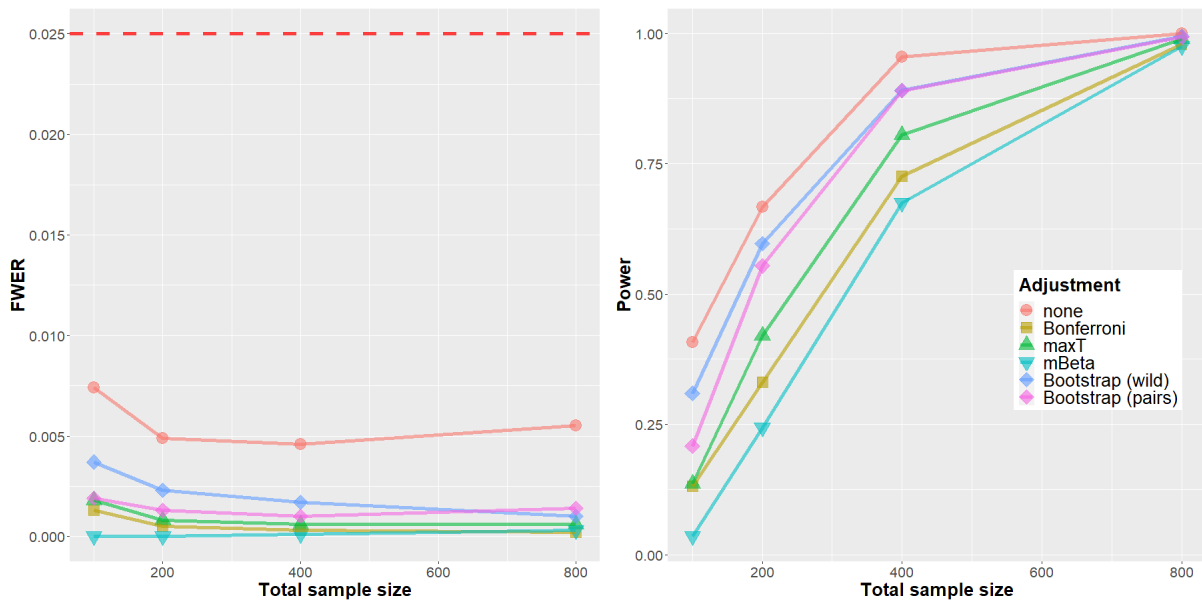 0.025
0.020
0.015
0.010
0.005
0.000
FWER
200
400
600
800
Total sample size
1.00
0.75
0.50
0.25
0.00
Power
200
400
600
800
Total sample size
Adjustment
none
Bonferroni
maxT
mBeta
Bootstrap (wild)
Bootstrap (pairs)